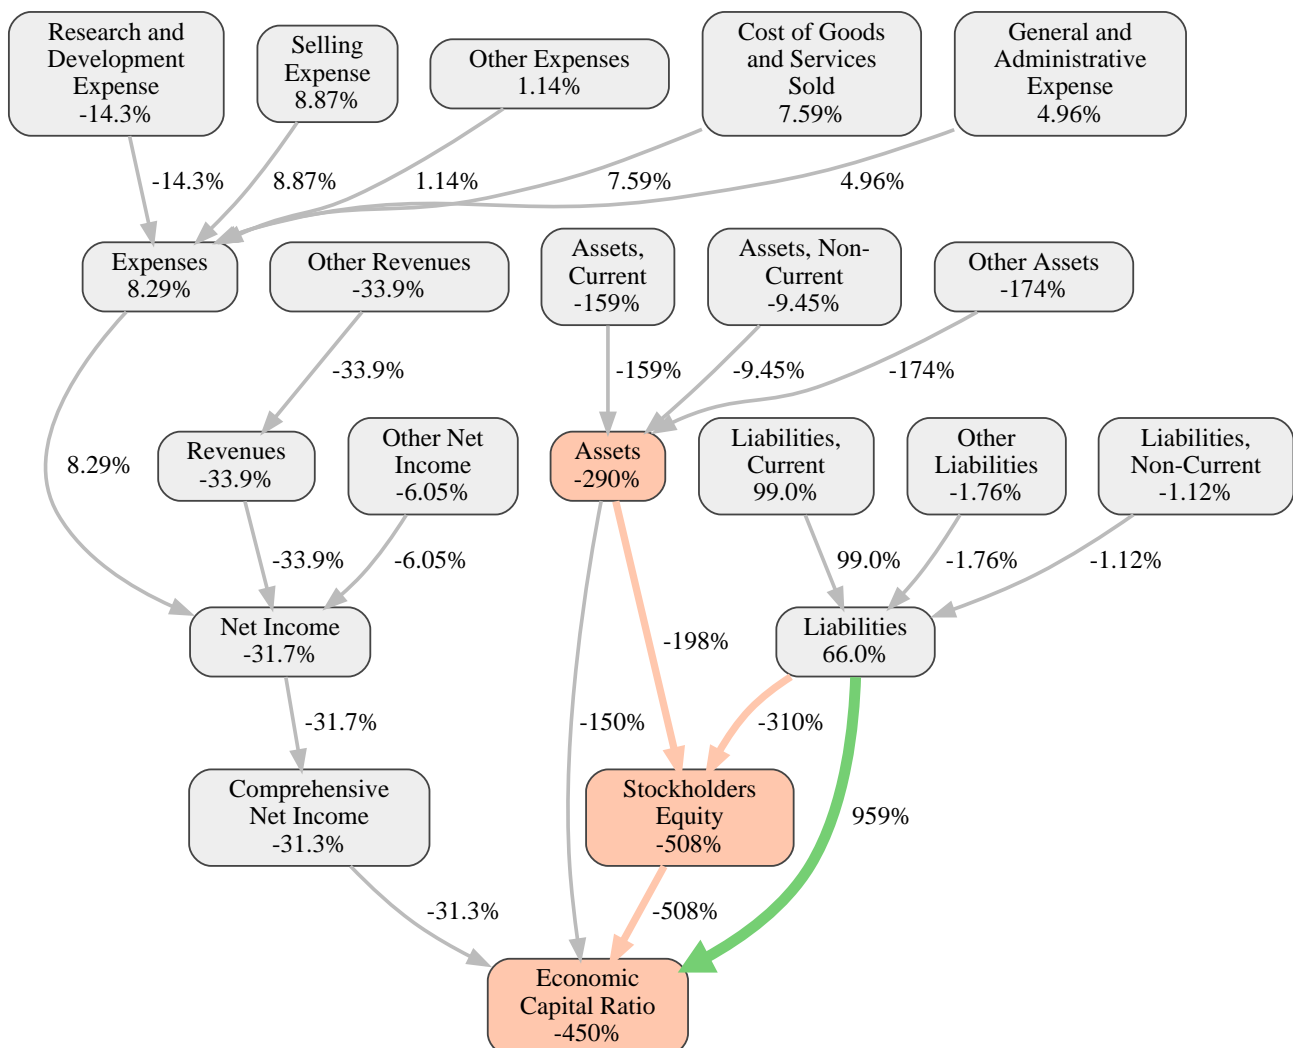 Research and
Development
Expense
-14.3%
Selling
Expense
8.87%
Other Expenses
1.14%
Cost of Goods
and Services
Sold
7.59%
General and
Administrative
Expense
4.96%
-14.3%
8.87%
1.14%
7.59%
4.96%
Expenses
8.29%
Other Revenues
-33.9%
Assets,
Current
-159%
Assets, Non-
Current
-9.45%
Other Assets
-174%
-33.9%
-159%
-9.45%
-174%
8.29%
Revenues
-33.9%
Other Net
Income
-6.05%
Assets
-290%
Liabilities,
Current
99.0%
Other
Liabilities
-1.76%
Liabilities,
Non-Current
-1.12%
-33.9%
-6.05%
99.0%
-1.76%
-1.12%
Net Income
-31.7%
-198%
Liabilities
66.0%
-31.7%
-150%
-310%
Comprehensive
Net Income
-31.3%
Stockholders
Equity
-508%
959%
-31.3%
-508%
Economic
Capital Ratio
-450%